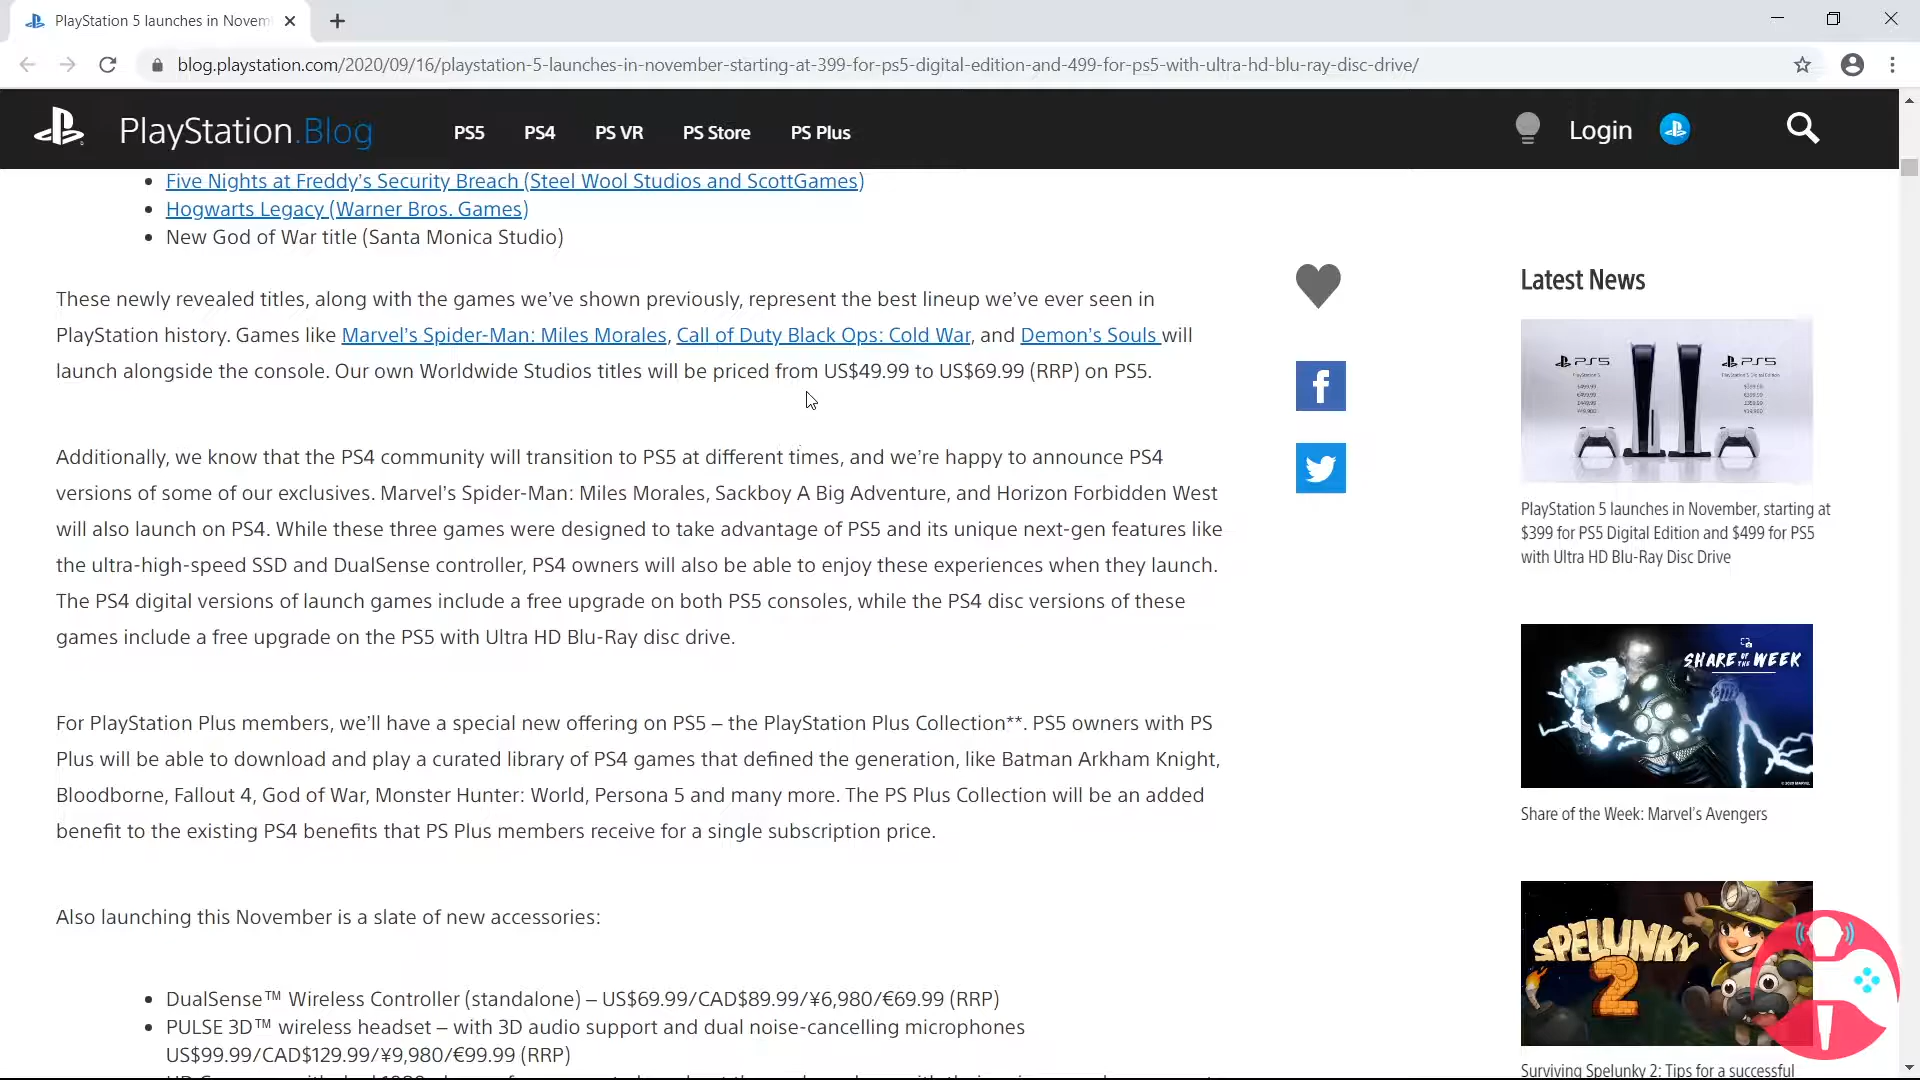 PlayStation 5 launches in Novem
blog.playstation.com/2020/09/16/playstation-5-launches-in-november-starting-at-399-for-ps5-digital-edition-and-499-for-ps5-with-ultra-hd-blu-ray-disc-drive/
PlayStation.Blog
PS5 PS4 PS VR PS Store PS Plus
Login
Five Nights at Freddy’s Security Breach (Steel Wool Studios and ScottGames)
Hogwarts Legacy (Warner Bros. Games)
New God of War title (Santa Monica Studio)
These newly revealed titles, along with the games we’ve shown previously, represent the best lineup we’ve ever seen in
PlayStation history. Games like Marvel’s Spider-Man: Miles Morales, Call of Duty Black Ops: Cold War, and Demon’s Souls will
launch alongside the console. Our own Worldwide Studios titles will be priced from US$49.99 to US$69.99 (RRP) on PS5.
Additionally, we know that the PS4 community will transition to PS5 at different times, and we’re happy to announce PS4
versions of some of our exclusives. Marvel’s Spider-Man: Miles Morales, Sackboy A Big Adventure, and Horizon Forbidden West
will also launch on PS4. While these three games were designed to take advantage of PS5 and its unique next-gen features like
the ultra-high-speed SSD and DualSense controller, PS4 owners will also be able to enjoy these experiences when they launch.
The PS4 digital versions of launch games include a free upgrade on both PS5 consoles, while the PS4 disc versions of these
games include a free upgrade on the PS5 with Ultra HD Blu-Ray disc drive.
For PlayStation Plus members, we’ll have a special new offering on PS5 – the PlayStation Plus Collection**. PS5 owners with PS
Plus will be able to download and play a curated library of PS4 games that defined the generation, like Batman Arkham Knight,
Bloodborne, Fallout 4, God of War, Monster Hunter: World, Persona 5 and many more. The PS Plus Collection will be an added
benefit to the existing PS4 benefits that PS Plus members receive for a single subscription price.
Also launching this November is a slate of new accessories:
DualSense™ Wireless Controller (standalone) – US$69.99/CAD$89.99/¥6,980/€69.99 (RRP)
PULSE 3D™ wireless headset – with 3D audio support and dual noise-cancelling microphones
US$99.99/CAD$129.99/¥9,980/€99.99 (RRP)
Latest News
PS5
PS5
PlayStation 5 launches in November, starting at
$399 for PS5 Digital Edition and $499 for PS5
with Ultra HD Blu-Ray Disc Drive
SHARE OF THE WEEK
Share of the Week: Marvel’s Avengers
SPELUNKY
2
Surviving Spelunky 2: Tips for a successful